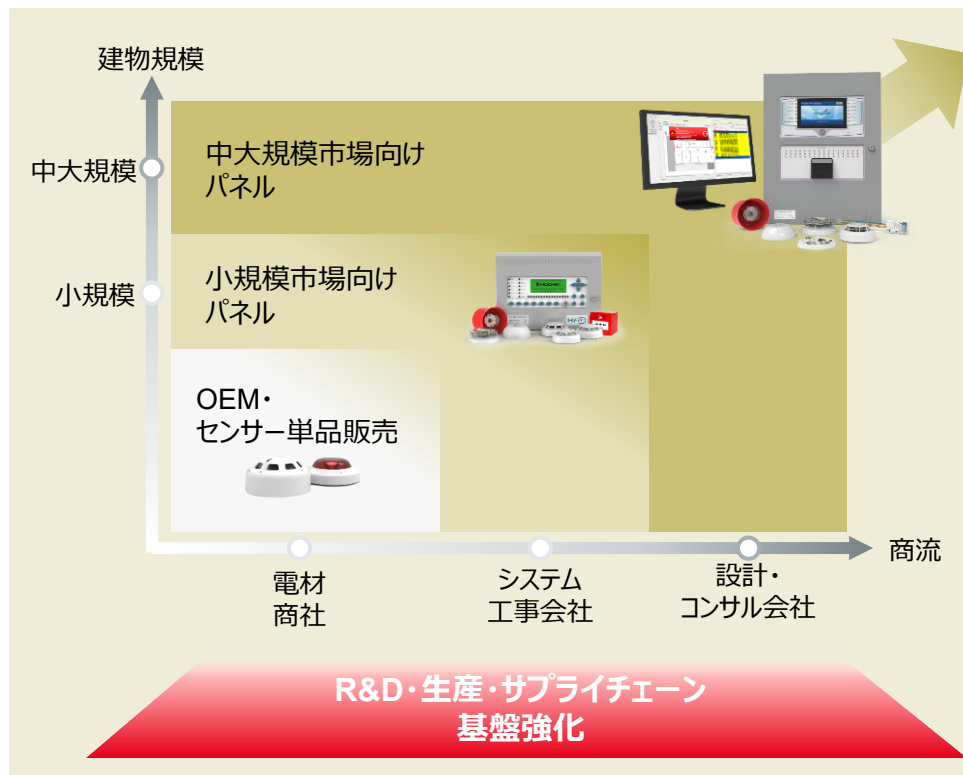 建物規模
中大規模
中大規模市場向け
パネル
小規模
小規模市場向け
パネル
HOCHIKI
OEM・
センサー単品販売
商流
電材
商社
システム
工事会社
設計・
コンサル会社
R&D・生産・サプライチェーン
基盤強化